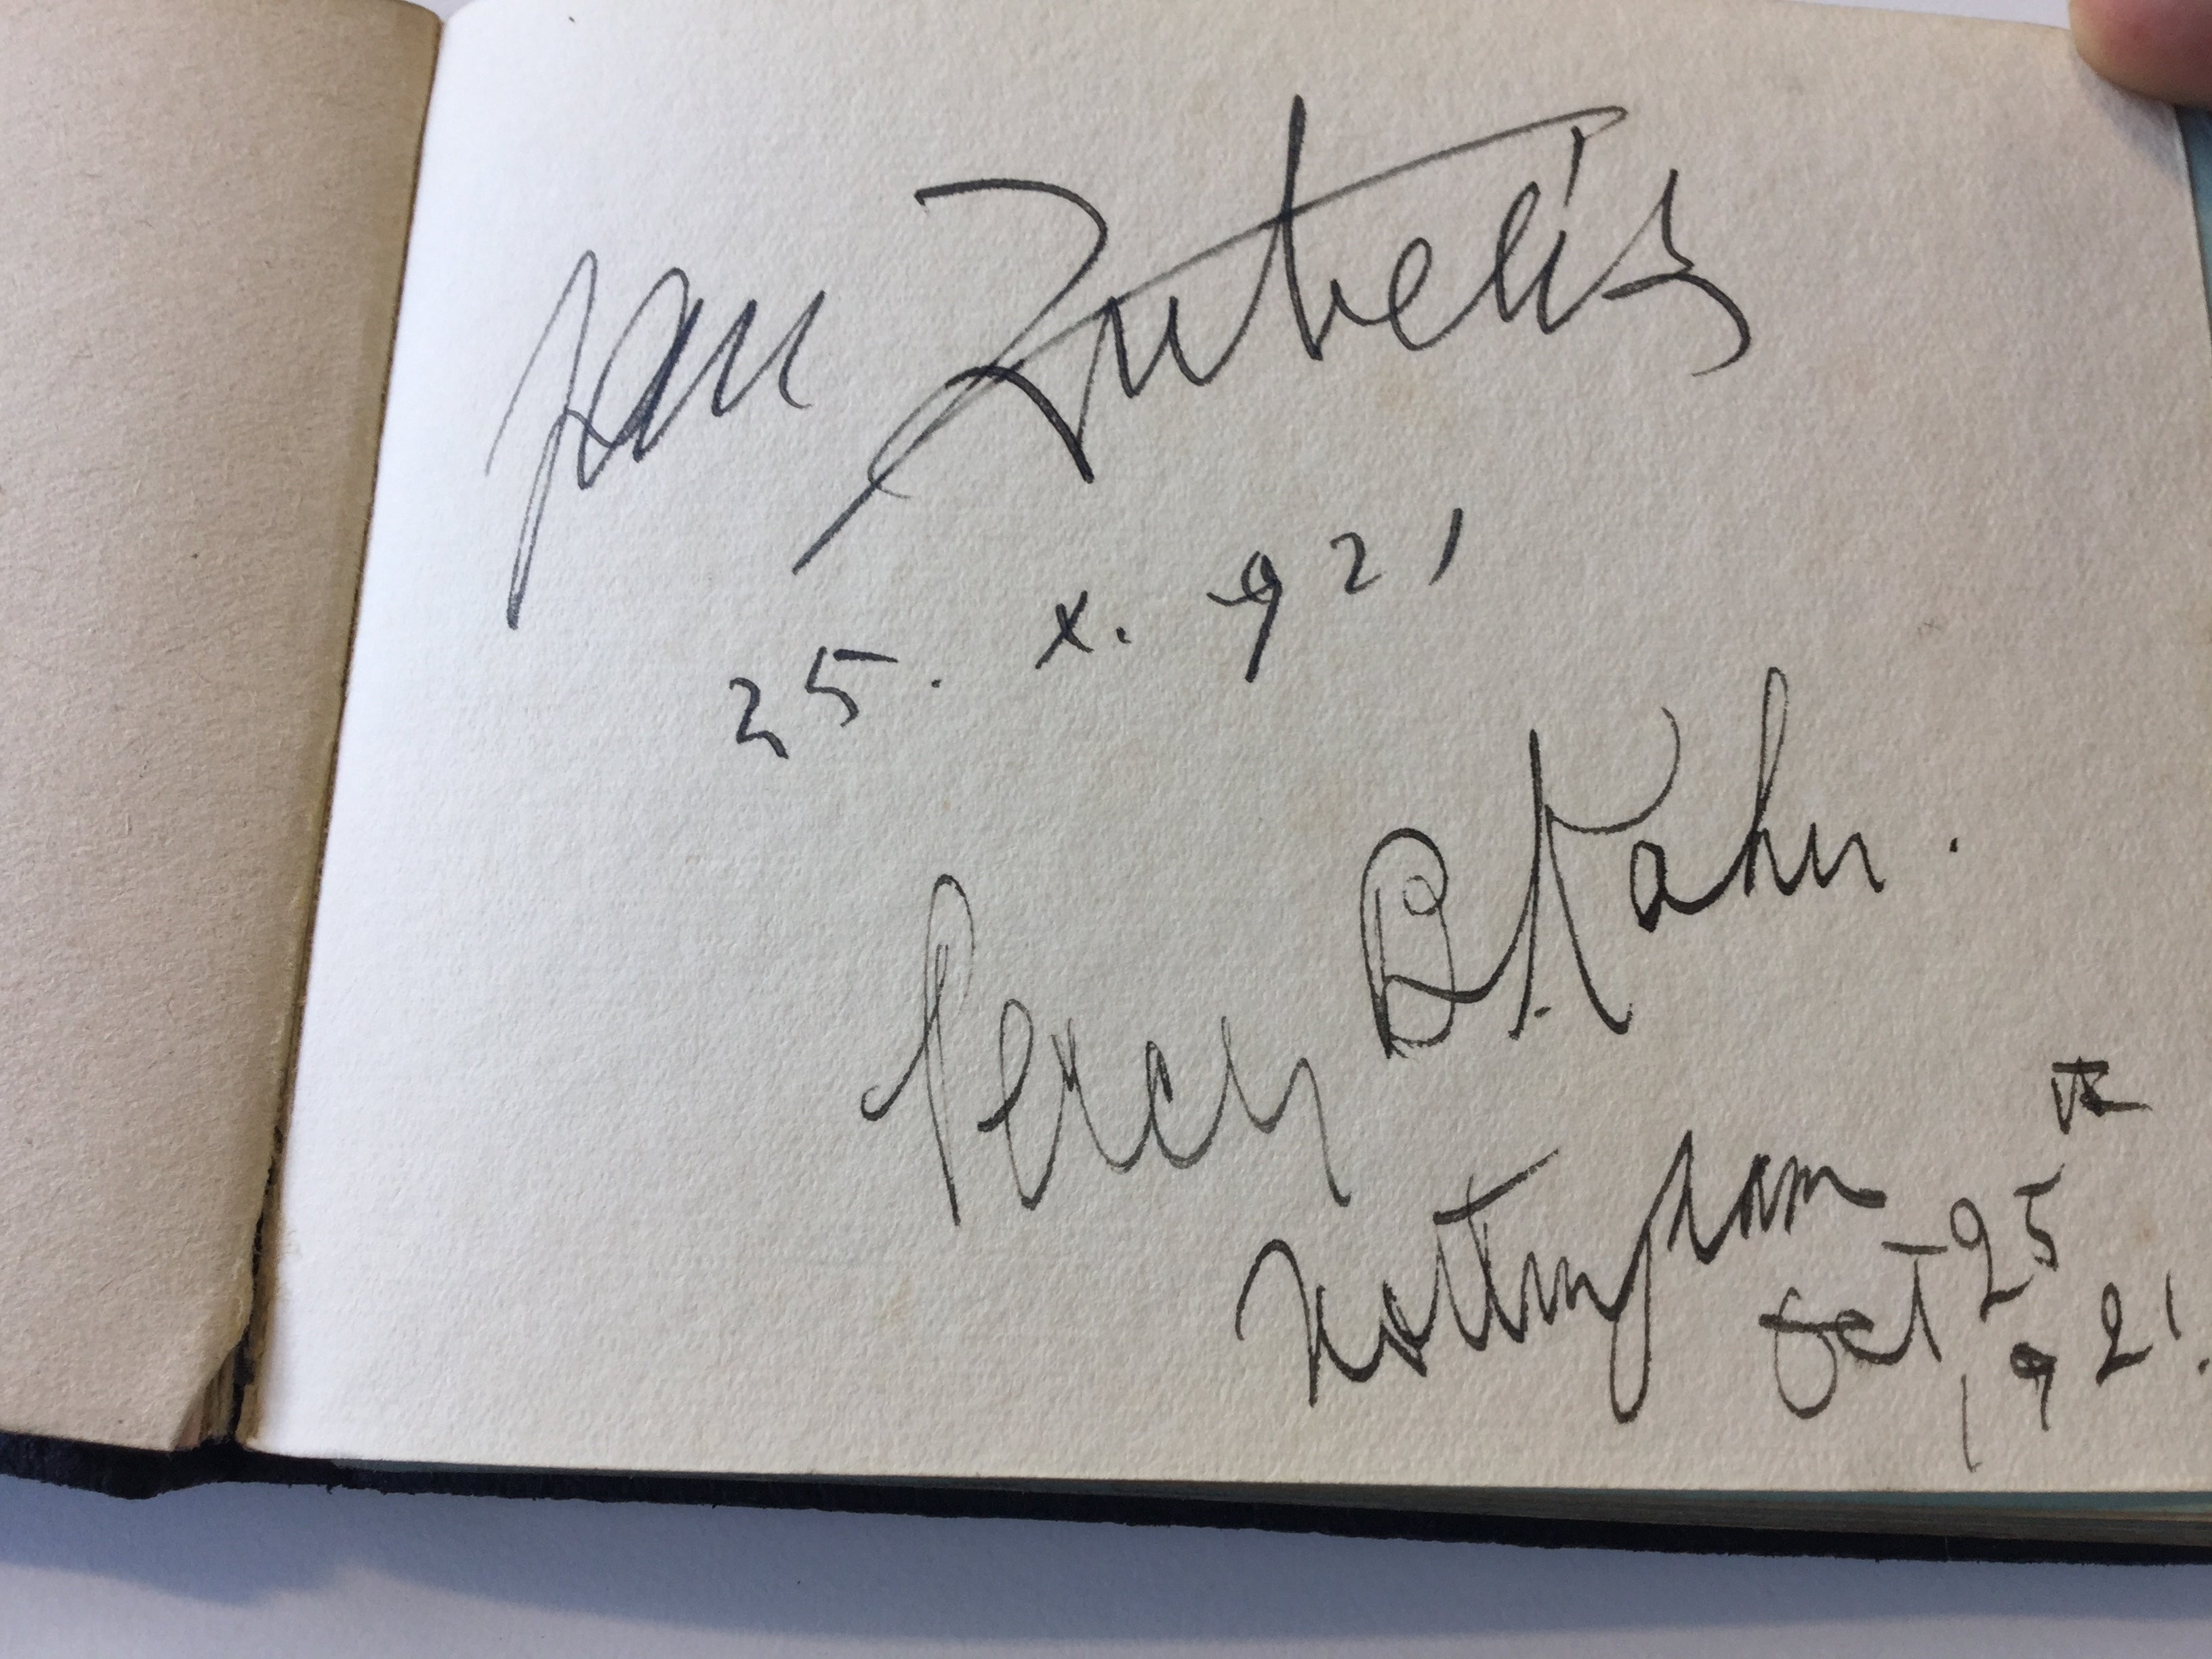 Jan Kubelík
25. X. 921
Percy B. Kahn.
Nottingham
Oct 25th
1921.